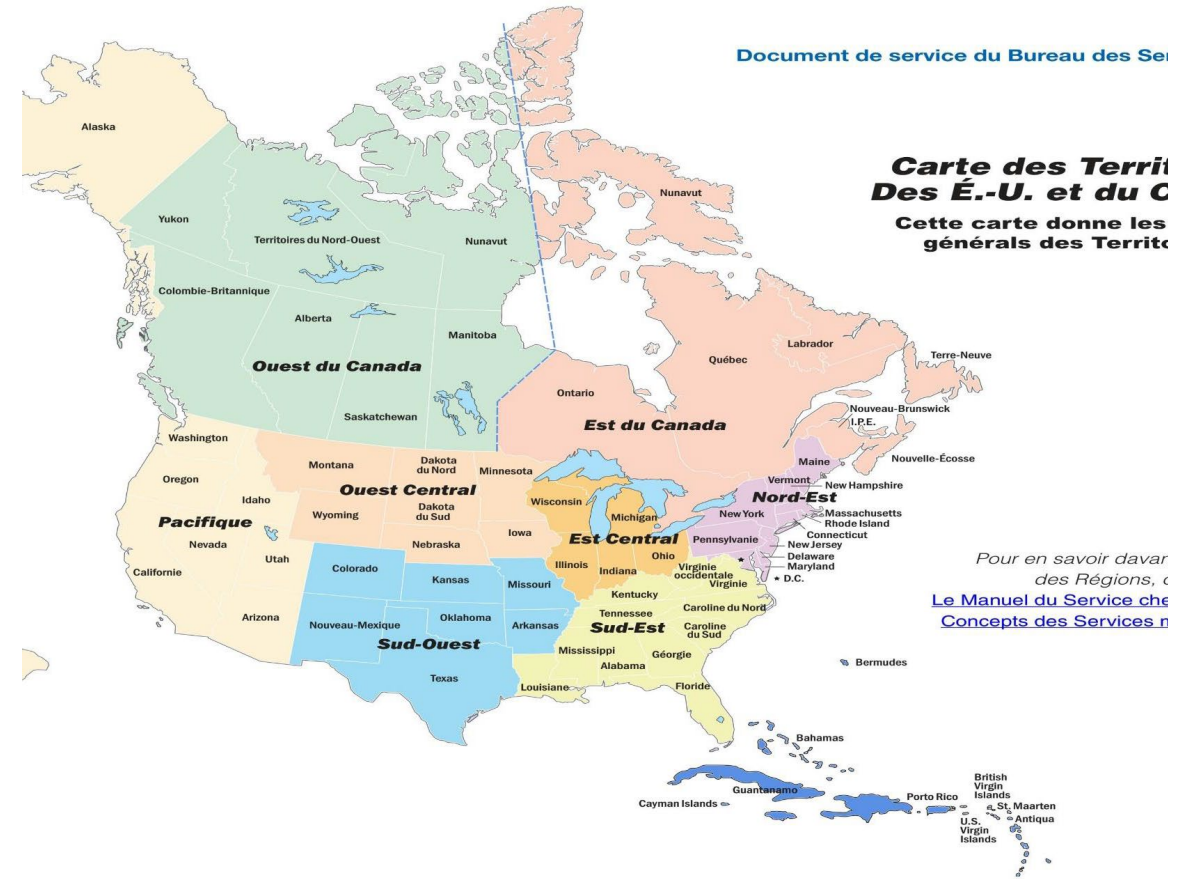 Document de service du Bureau des Se
Alaska
Carte des Territ
Des É.-U. et du C
Cette carte donne les
générals des Territo
Nunavut
Yukon
Territoires du Nord-Ouest
Nunavut
Colombie-Britannique
Alberta
Manitoba
Ouest du Canada
Saskatchewan
Québec
Labrador
Terre-Neuve
Ontario
Est du Canada
Nouveau-Brunswick
I.P.E.
Nouvelle-Écosse
Washington
Oregon
Idaho
Pacifique
Nevada
Utah
Californie
Arizona
Montana
Dakota
du Nord
Minnesota
Ouest Central
Wyoming
Dakota
du Sud
Iowa
Nebraska
Wisconsin
Michigan
Est Central
Illinois
Indiana
Ohio
Maine
Vermont
New Hampshire
Nord-Est
New York
Massachusetts
Rhode Island
Connecticut
Pennsylvanie
New Jersey
Delaware
Maryland
* D.C.
*
Colorado
Kansas
Missouri
Nouveau-Mexique
Oklahoma
Arkansas
Sud-Ouest
Texas
Virginie
occidentale
Virginie
Kentucky
Tennessee
Caroline du Nord
Sud-Est
Caroline
du Sud
Mississippi
Alabama
Géorgie
Louisiane
Floride
Pour en savoir davar
des Régions, c
Le Manuel du Service che
Concepts des Services n
Bermudes
Bahamas
Guantanamo
Cayman Islands
Porto Rico
British
Virgin
Islands
St. Maarten
Antiqua
U.S.
Virgin
Islands